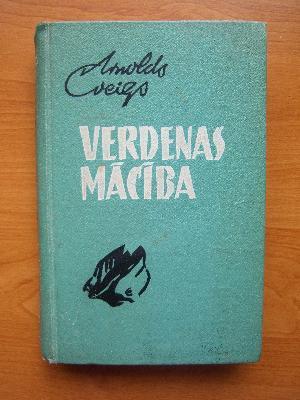 Arnolds
Cveigs
VERDENAS
MĀCĪBA